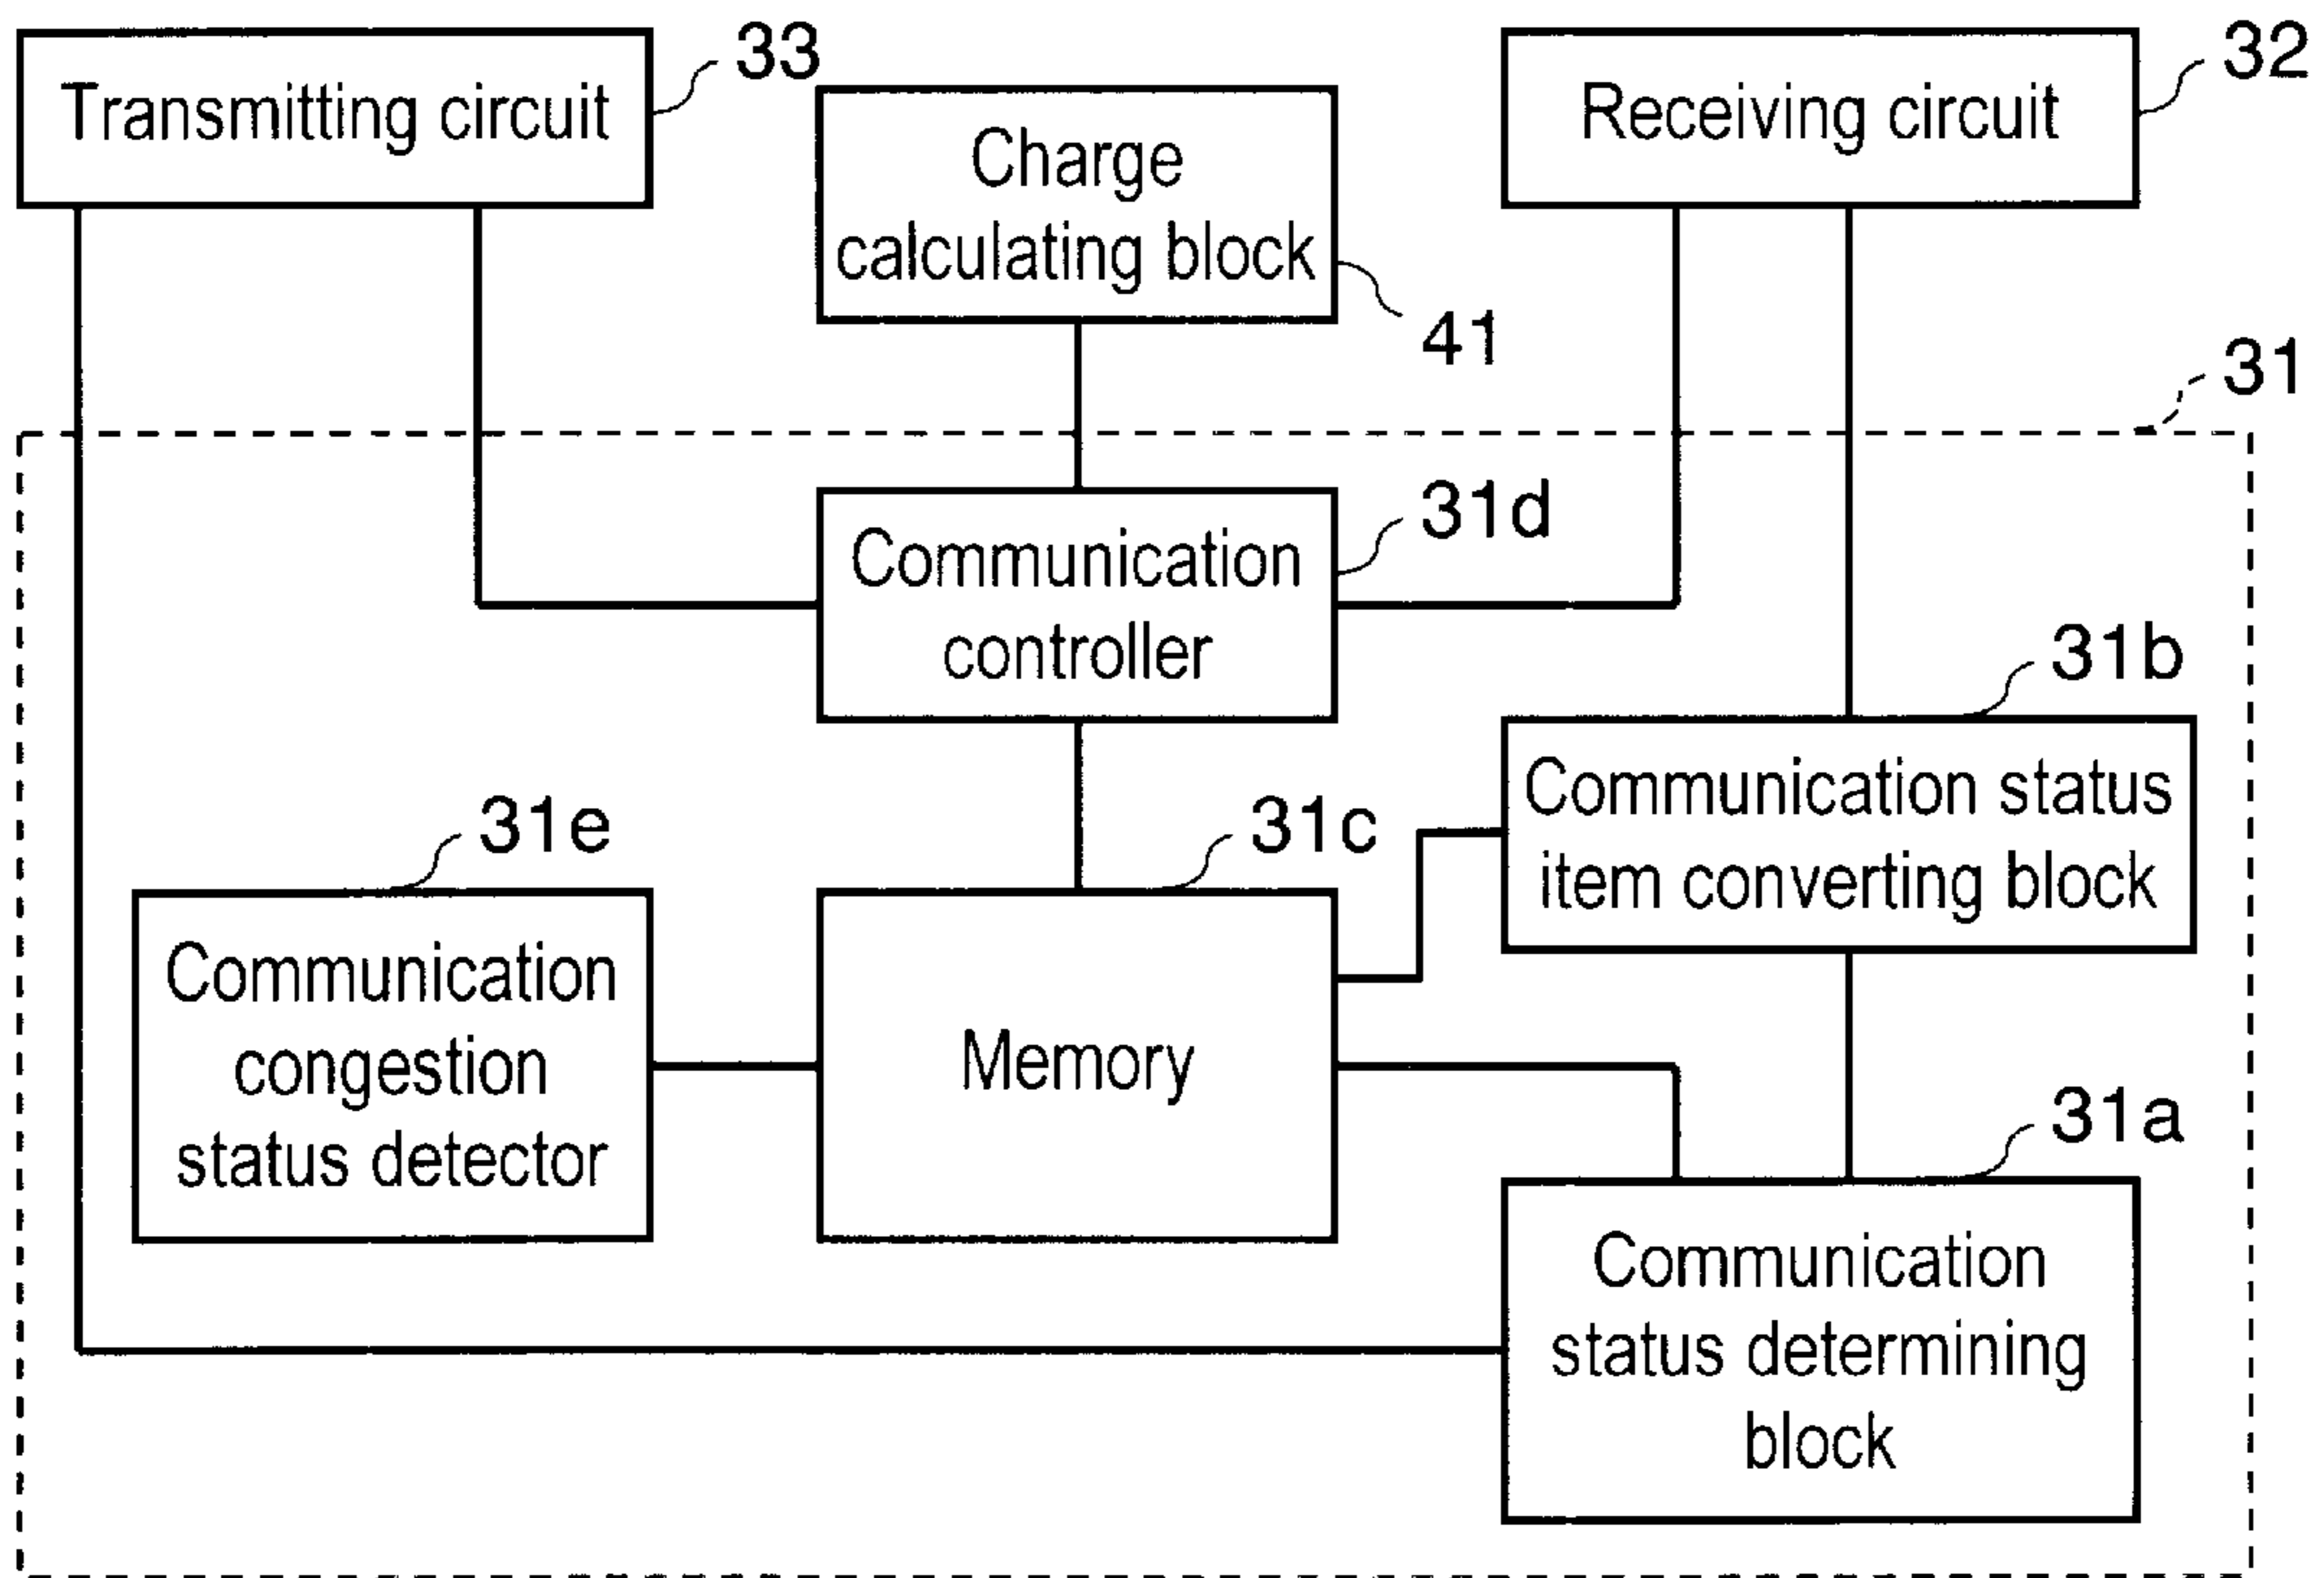 33
32
Transmitting circuit
Receiving circuit
Charge
calculating block
41
31
31d
Communication
controller
31b
Communication status
item converting block
31e
31c
Communication
congestion
status detector
Memory
31a
Communication
status determining
block